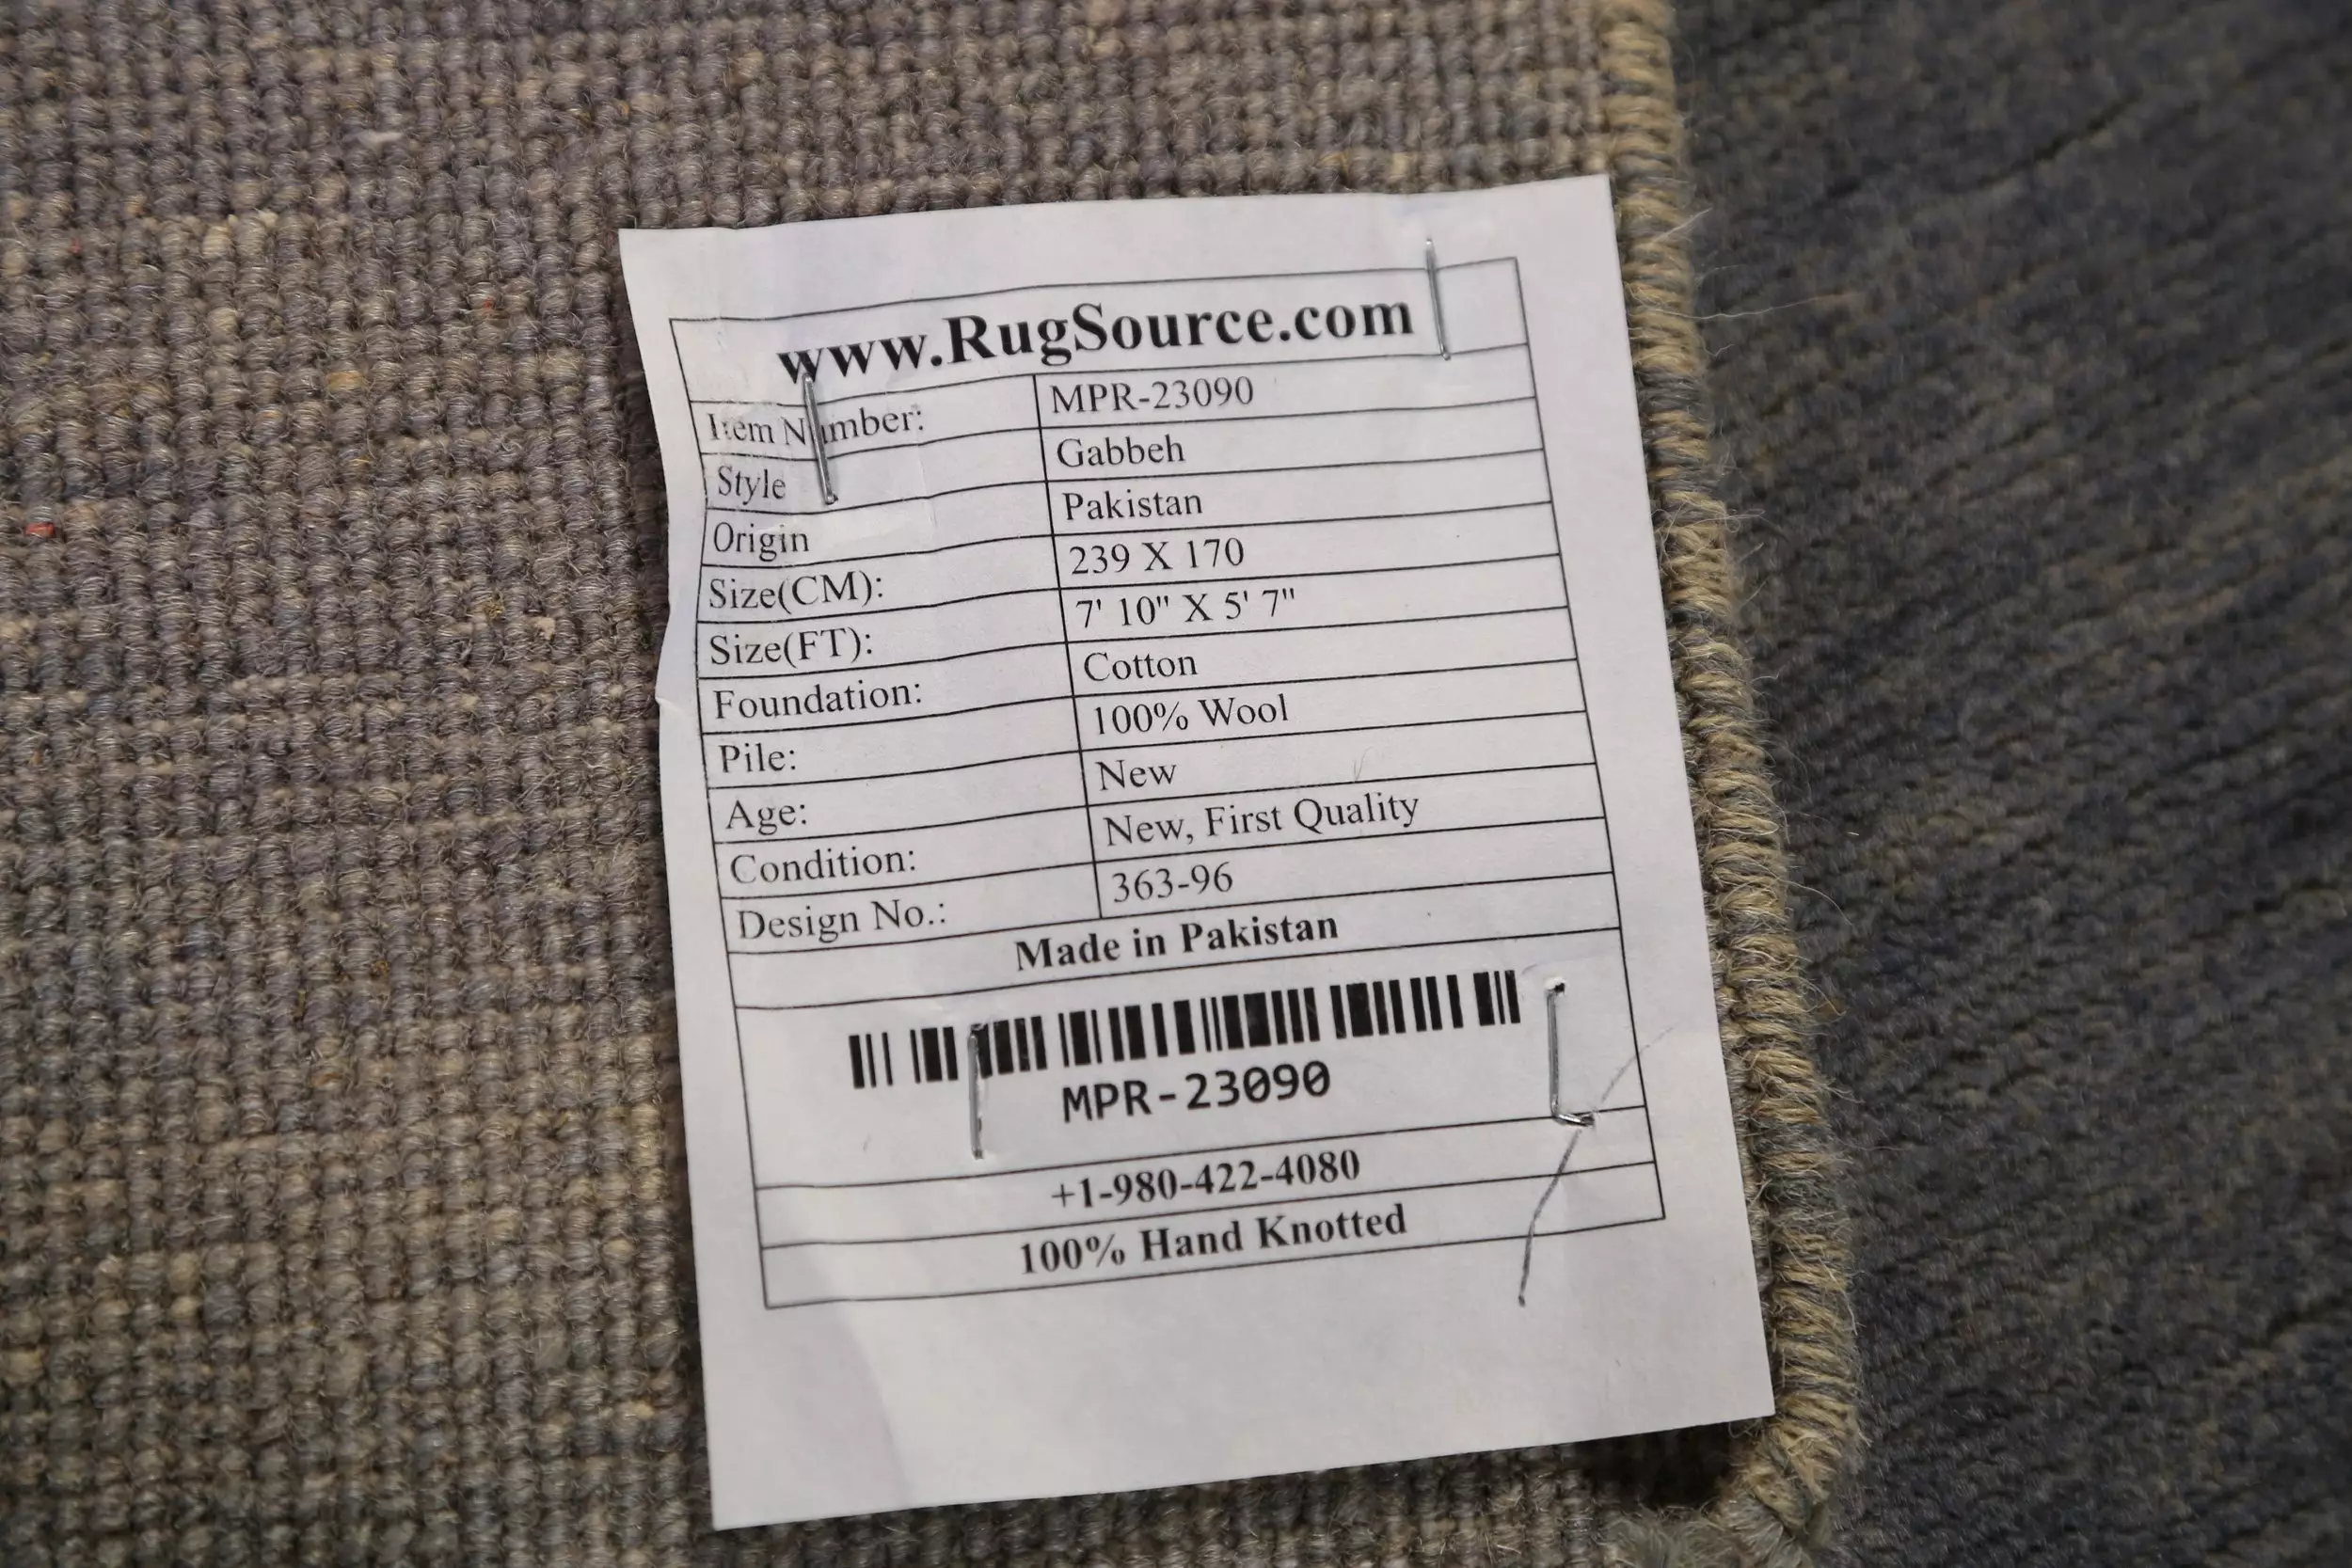 www.RugSource.com
Item Number: MPR-23090
Style Gabbeh
Origin Pakistan
Size(CM): 239 X 170
Size(FT): 7' 10" X 5' 7"
Foundation: Cotton
Pile: 100% Wool
Age: New
Condition: New, First Quality
Design No.: 363-96
Made in Pakistan
MPR-23090
+1-980-422-4080
100% Hand Knotted